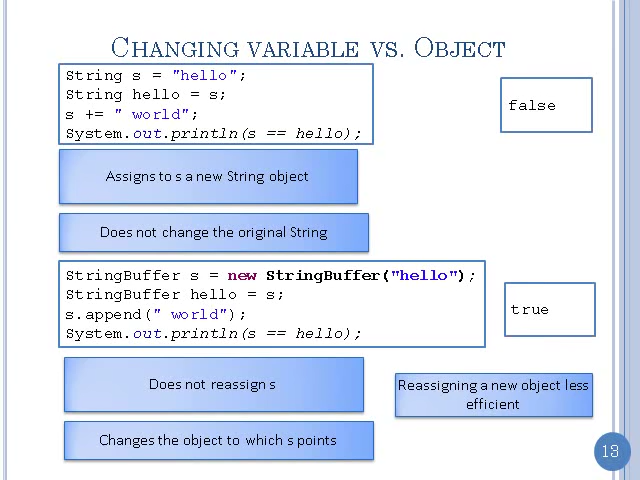 CHANGING VARIABLE VS. OBJECT
String s = "hello";
String hello = s;
s += " world";
System.out.println(s == hello);
false
Assigns to s a new String object
Does not change the original String
StringBuffer s = new StringBuffer("hello");
StringBuffer hello = s;
s.append(" world");
System.out.println(s == hello);
true
Does not reassign s
Reassigning a new object less
efficient
Changes the object to which s points
13